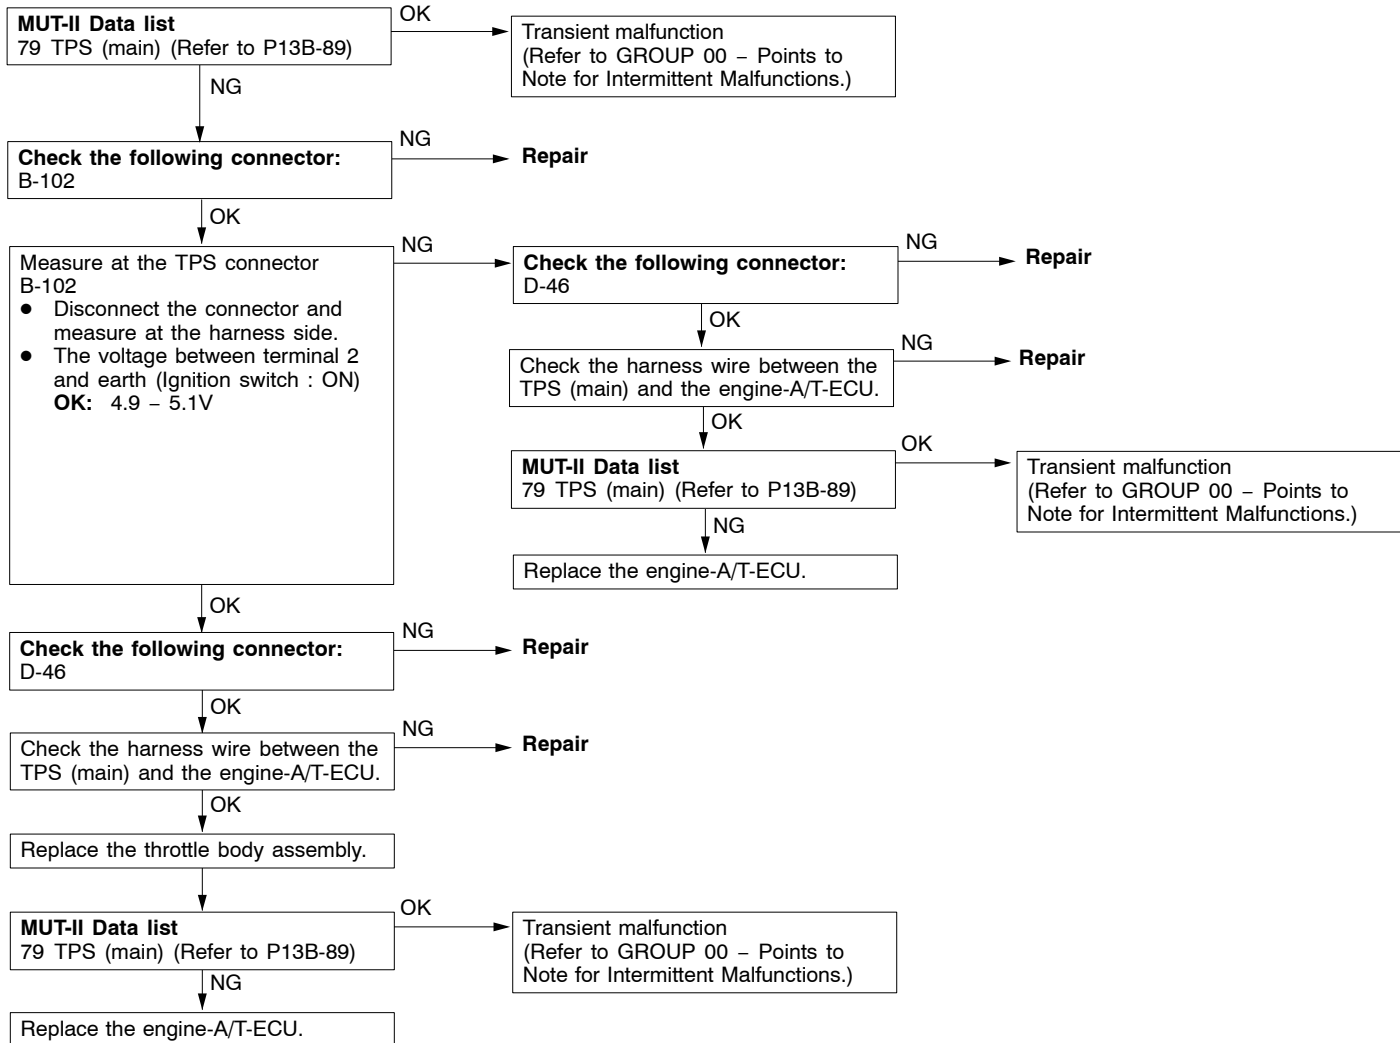 MUT-II Data list
79 TPS (main) (Refer to P13B-89)
OK
Transient malfunction
(Refer to GROUP 00 – Points to
Note for Intermittent Malfunctions.)
NG
Check the following connector:
B-102
NG
Repair
OK
Measure at the TPS connector
B-102
● Disconnect the connector and
measure at the harness side.
● The voltage between terminal 2
and earth (Ignition switch : ON)
OK: 4.9 – 5.1V
NG
Check the following connector:
D-46
NG
Repair
OK
Check the harness wire between the
TPS (main) and the engine-A/T-ECU.
NG
Repair
OK
MUT-II Data list
79 TPS (main) (Refer to P13B-89)
OK
Transient malfunction
(Refer to GROUP 00 – Points to
Note for Intermittent Malfunctions.)
NG
Replace the engine-A/T-ECU.
OK
Check the following connector:
D-46
NG
Repair
OK
Check the harness wire between the
TPS (main) and the engine-A/T-ECU.
NG
Repair
OK
Replace the throttle body assembly.
MUT-II Data list
79 TPS (main) (Refer to P13B-89)
OK
Transient malfunction
(Refer to GROUP 00 – Points to
Note for Intermittent Malfunctions.)
NG
Replace the engine-A/T-ECU.